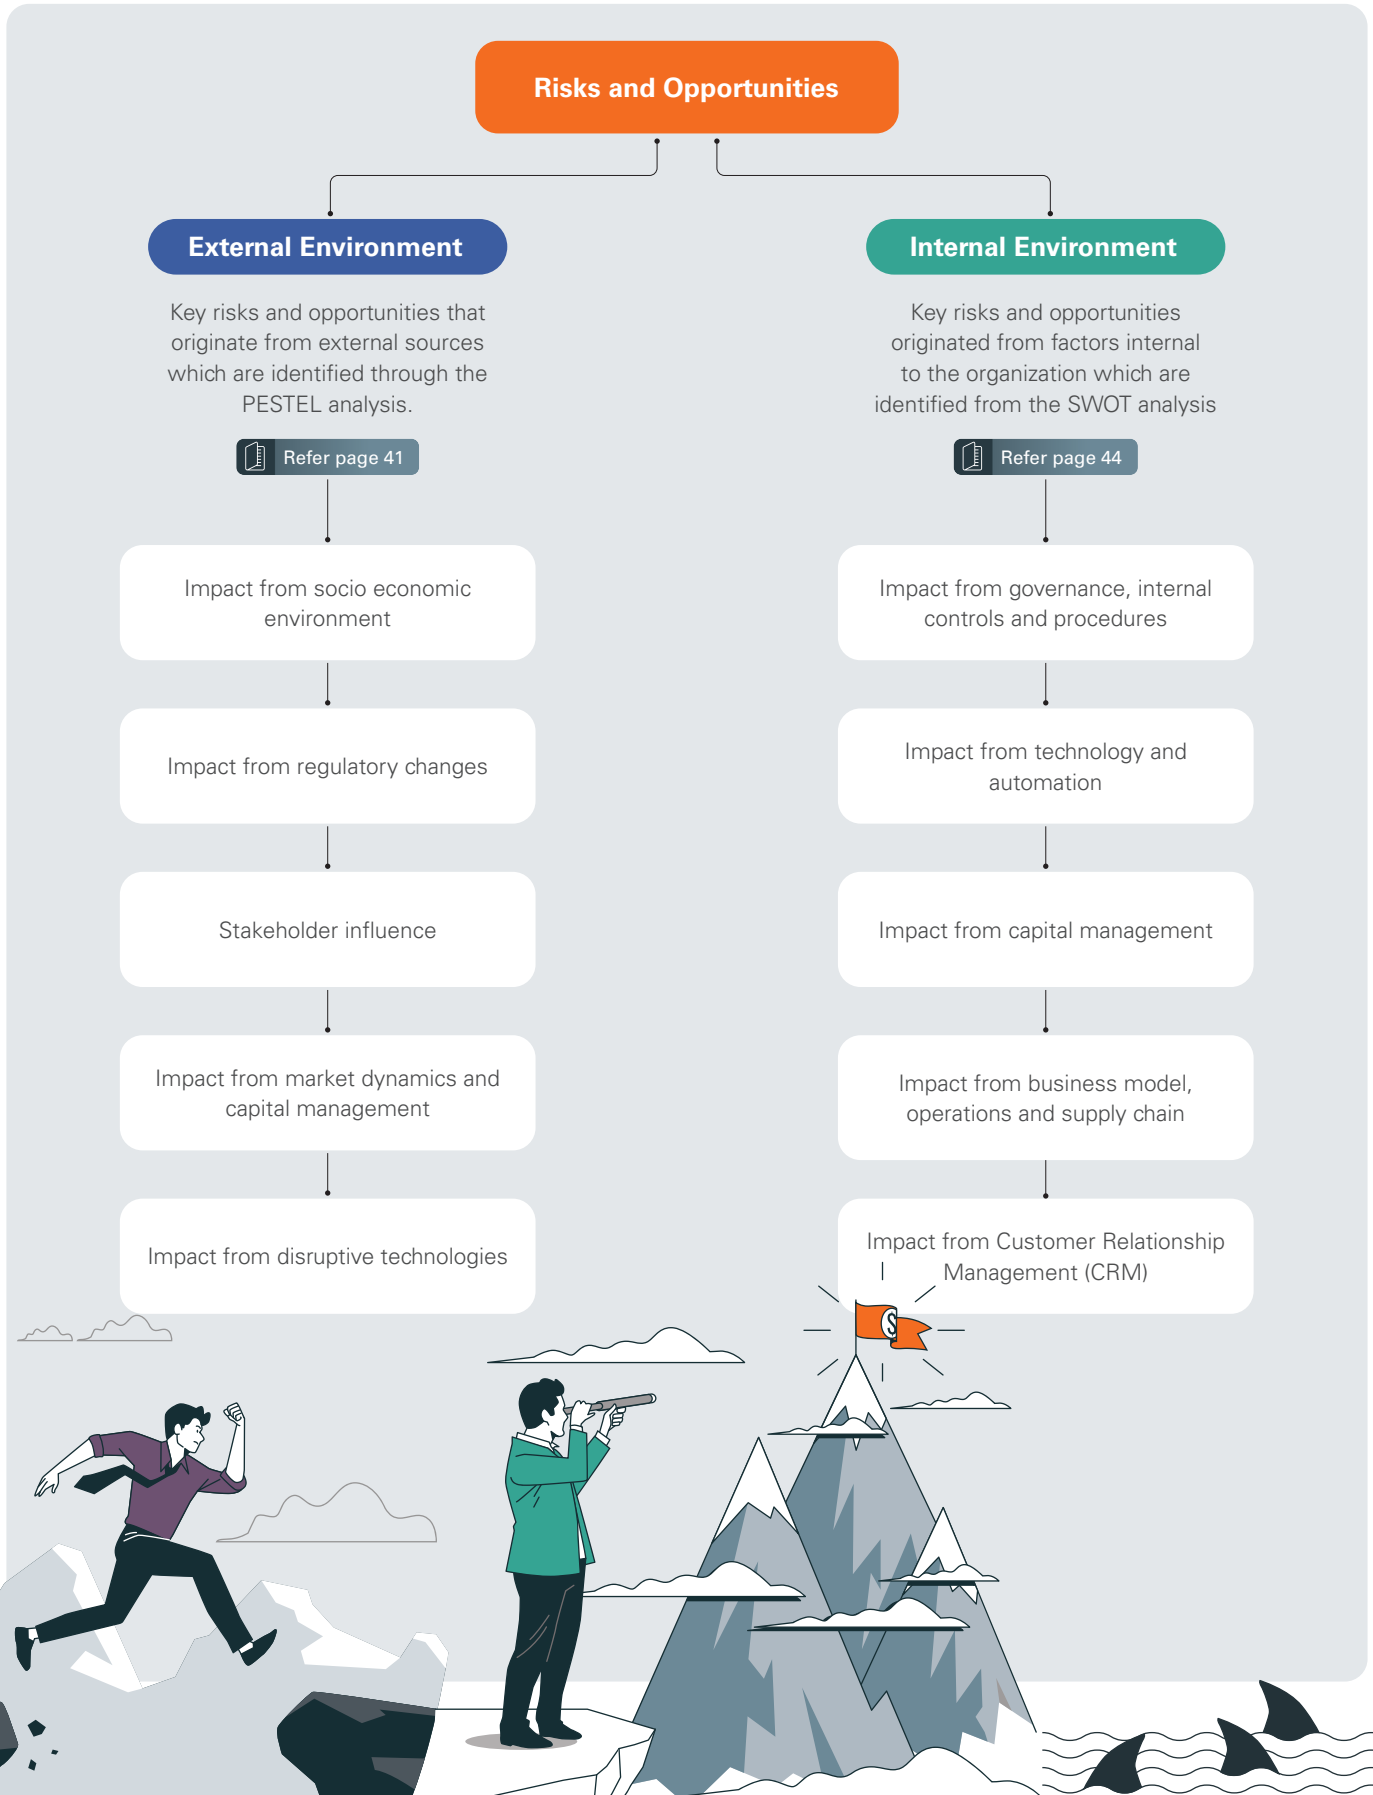 Risks and Opportunities
External Environment
Key risks and opportunities that
originate from external sources
which are identified through the
PESTEL analysis.
Refer page 41
Impact from socio economic
environment
Impact from regulatory changes
Stakeholder influence
Impact from market dynamics and
capital management
Impact from disruptive technologies
Internal Environment
Key risks and opportunities
originated from factors internal
to the organization which are
identified from the SWOT analysis
Refer page 44
Impact from governance, internal
controls and procedures
Impact from technology and
automation
Impact from capital management
Impact from business model,
operations and supply chain
Impact from Customer Relationship
Management (CRM)
$